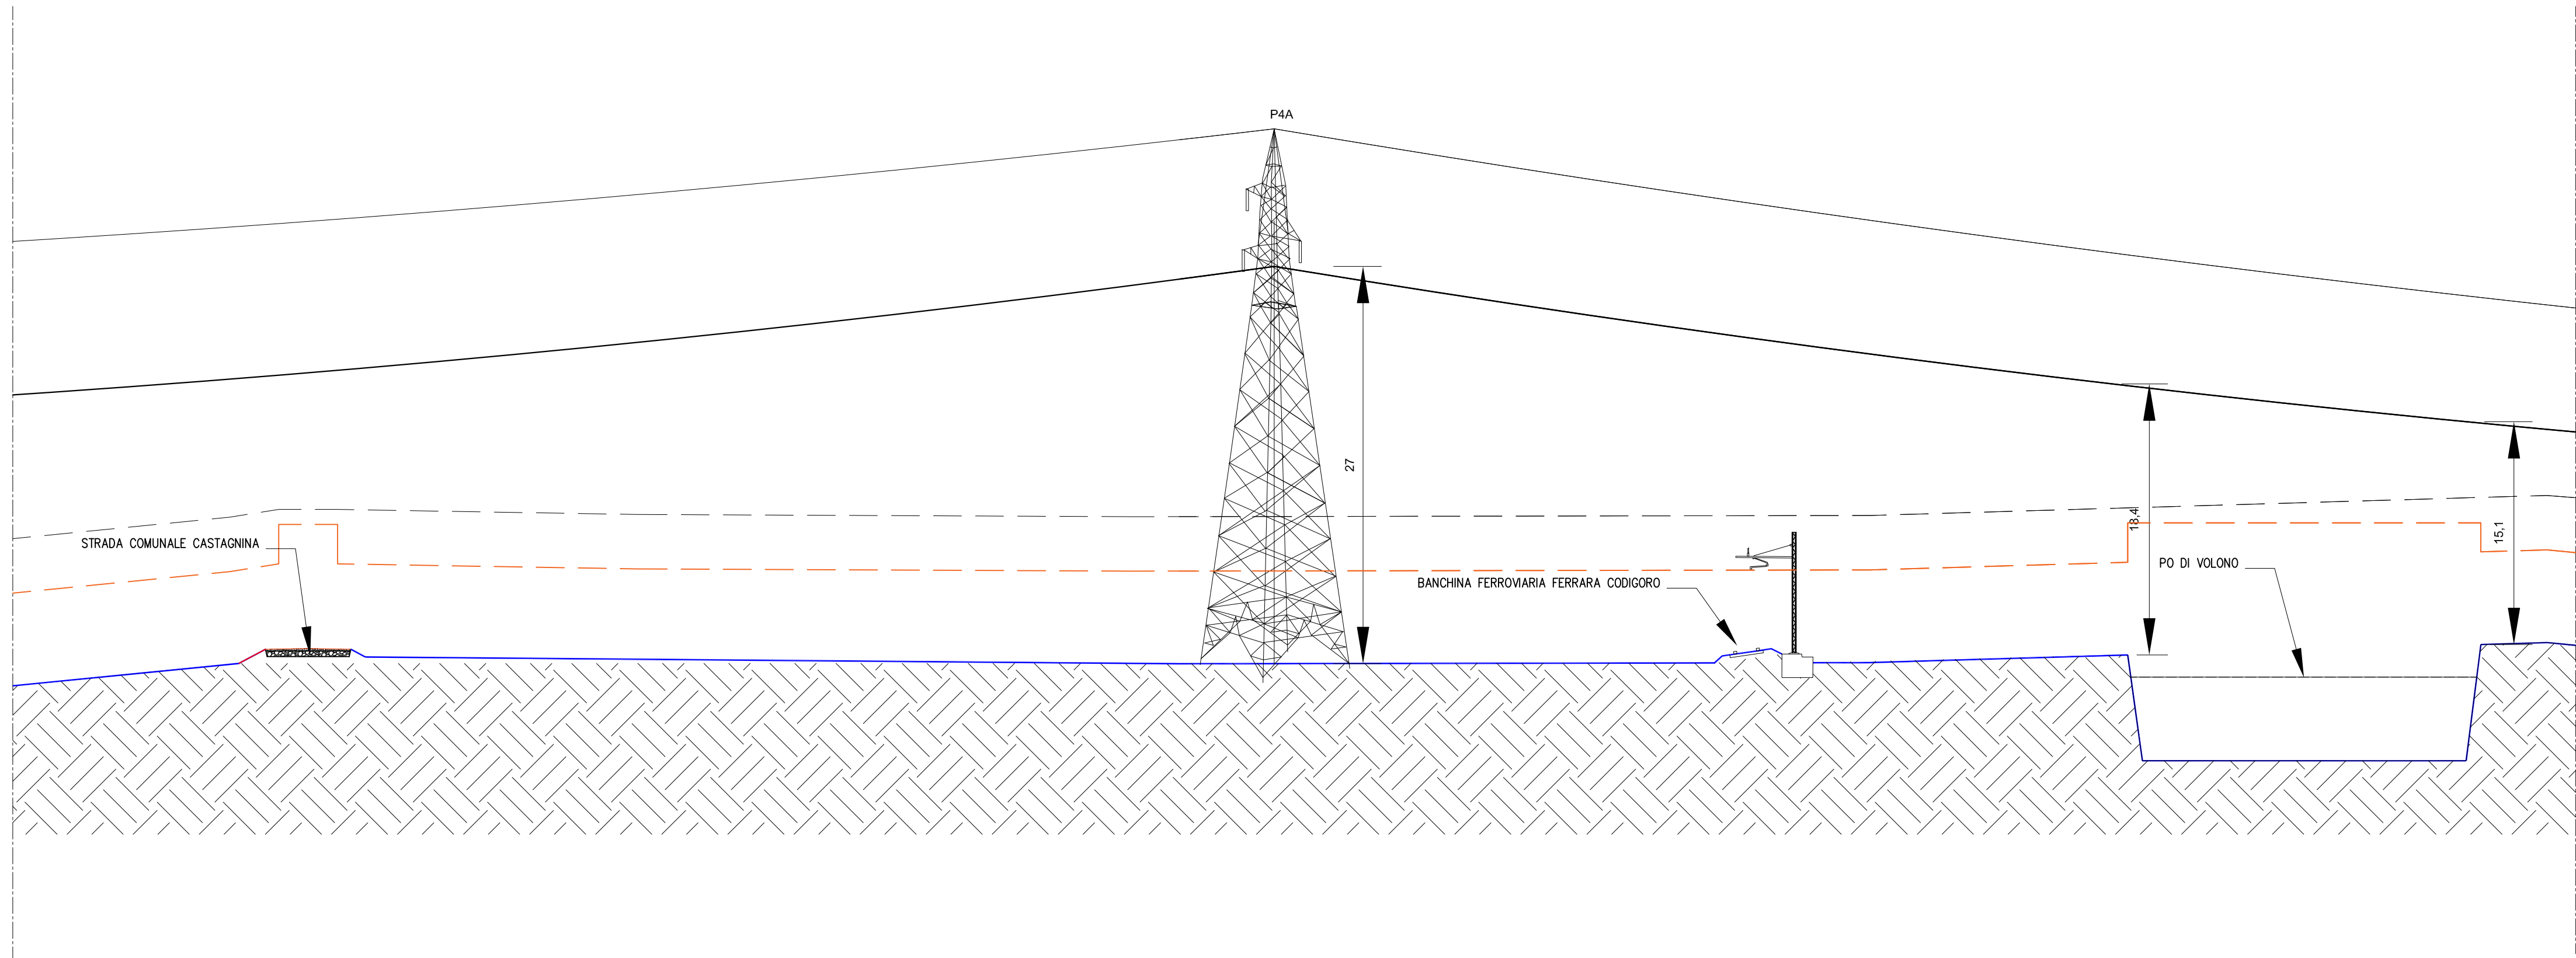 P4A
STRADA COMUNALE CASTAGNINA
27
BANCHINA FERROVIARIA FERRARA CODIGORO
18,4
PO DI VOLONO
15,1